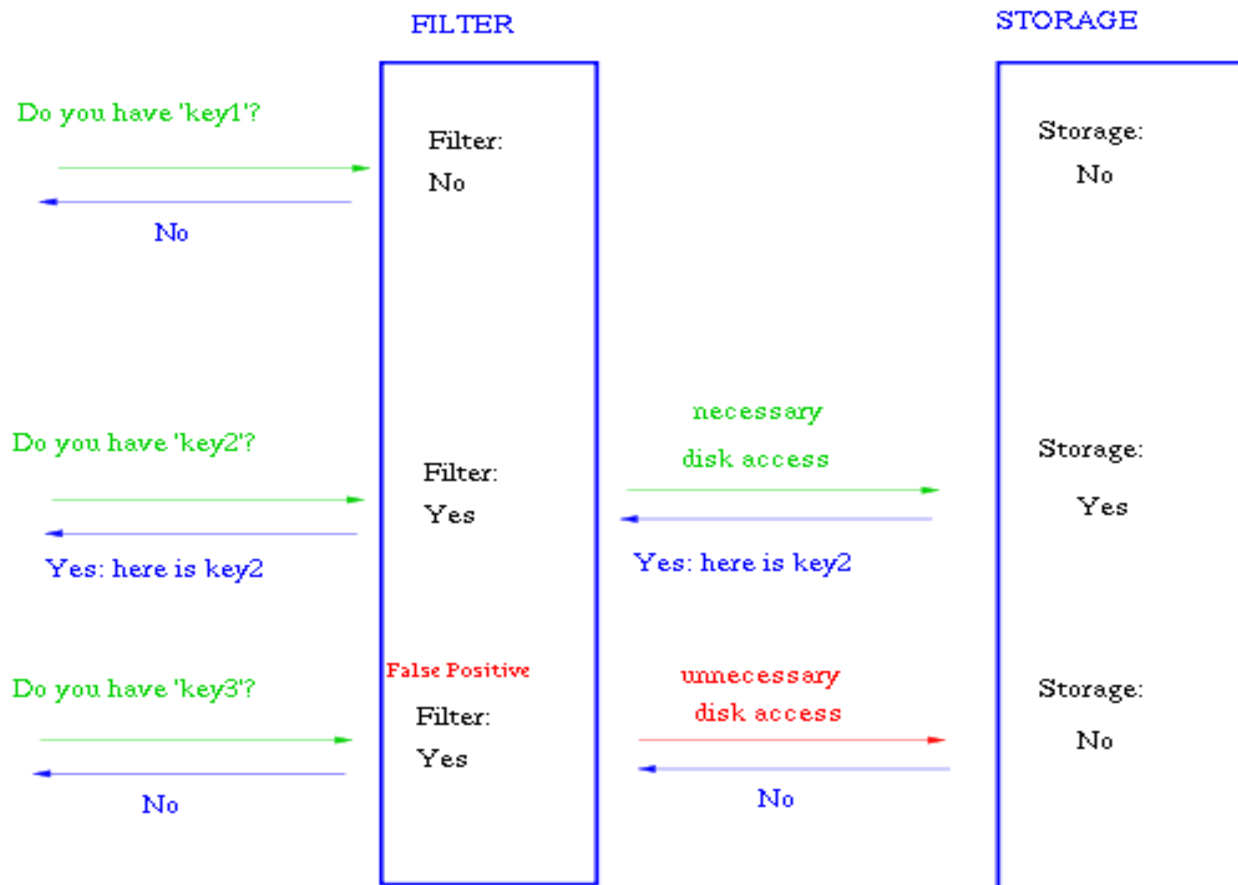 FILTER
STORAGE
Do you have 'key1'?
Filter:
No
Storage:
No
No
Do you have 'key2'?
Filter:
Yes
necessary
disk access
Storage:
Yes
Yes: here is key2
Yes: here is key2
Do you have 'key3'?
False Positive
Filter:
Yes
unnecessary
disk access
Storage:
No
No
No